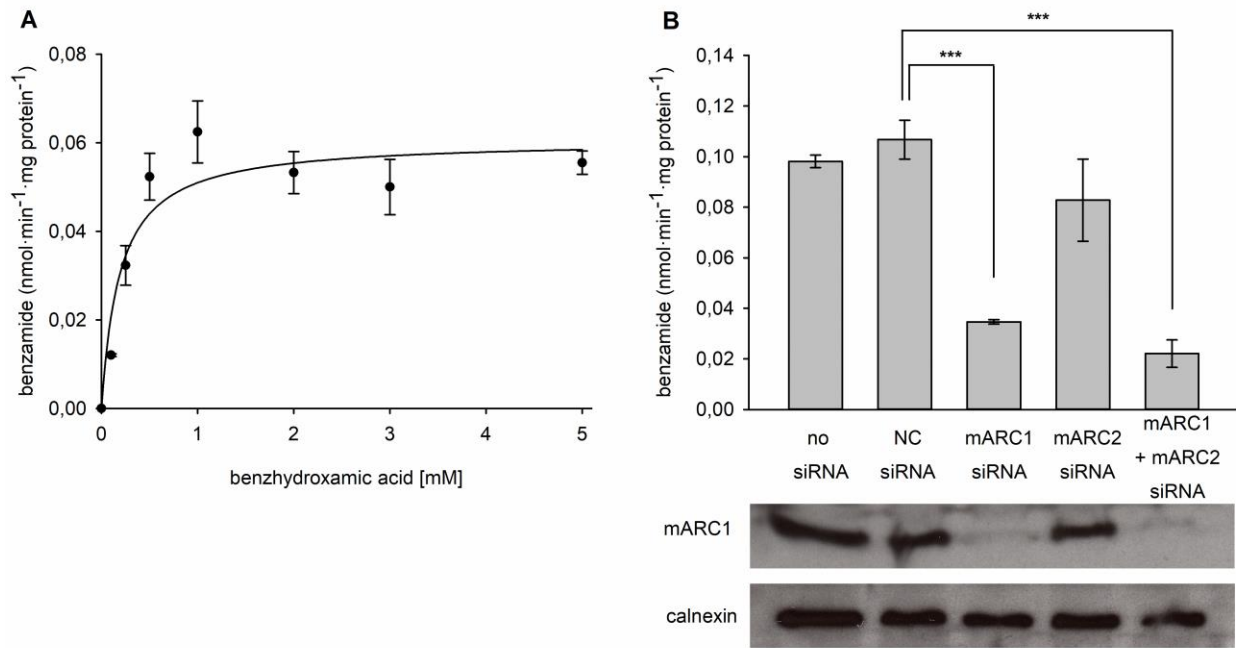 A
benzamide (nmol·min⁻¹·mg protein⁻¹)
0,08
0,06
0,04
0,02
0,00
0 1 2 3 4 5
benzhydroxamic acid [mM]
B
benzamide (nmol·min⁻¹·mg protein⁻¹)
***
***
0,14
0,12
0,10
0,08
0,06
0,04
0,02
0,00
no
siRNA
NC
siRNA
mARC1
siRNA
mARC2
siRNA
mARC1
+ mARC2
siRNA
mARC1
calnexin